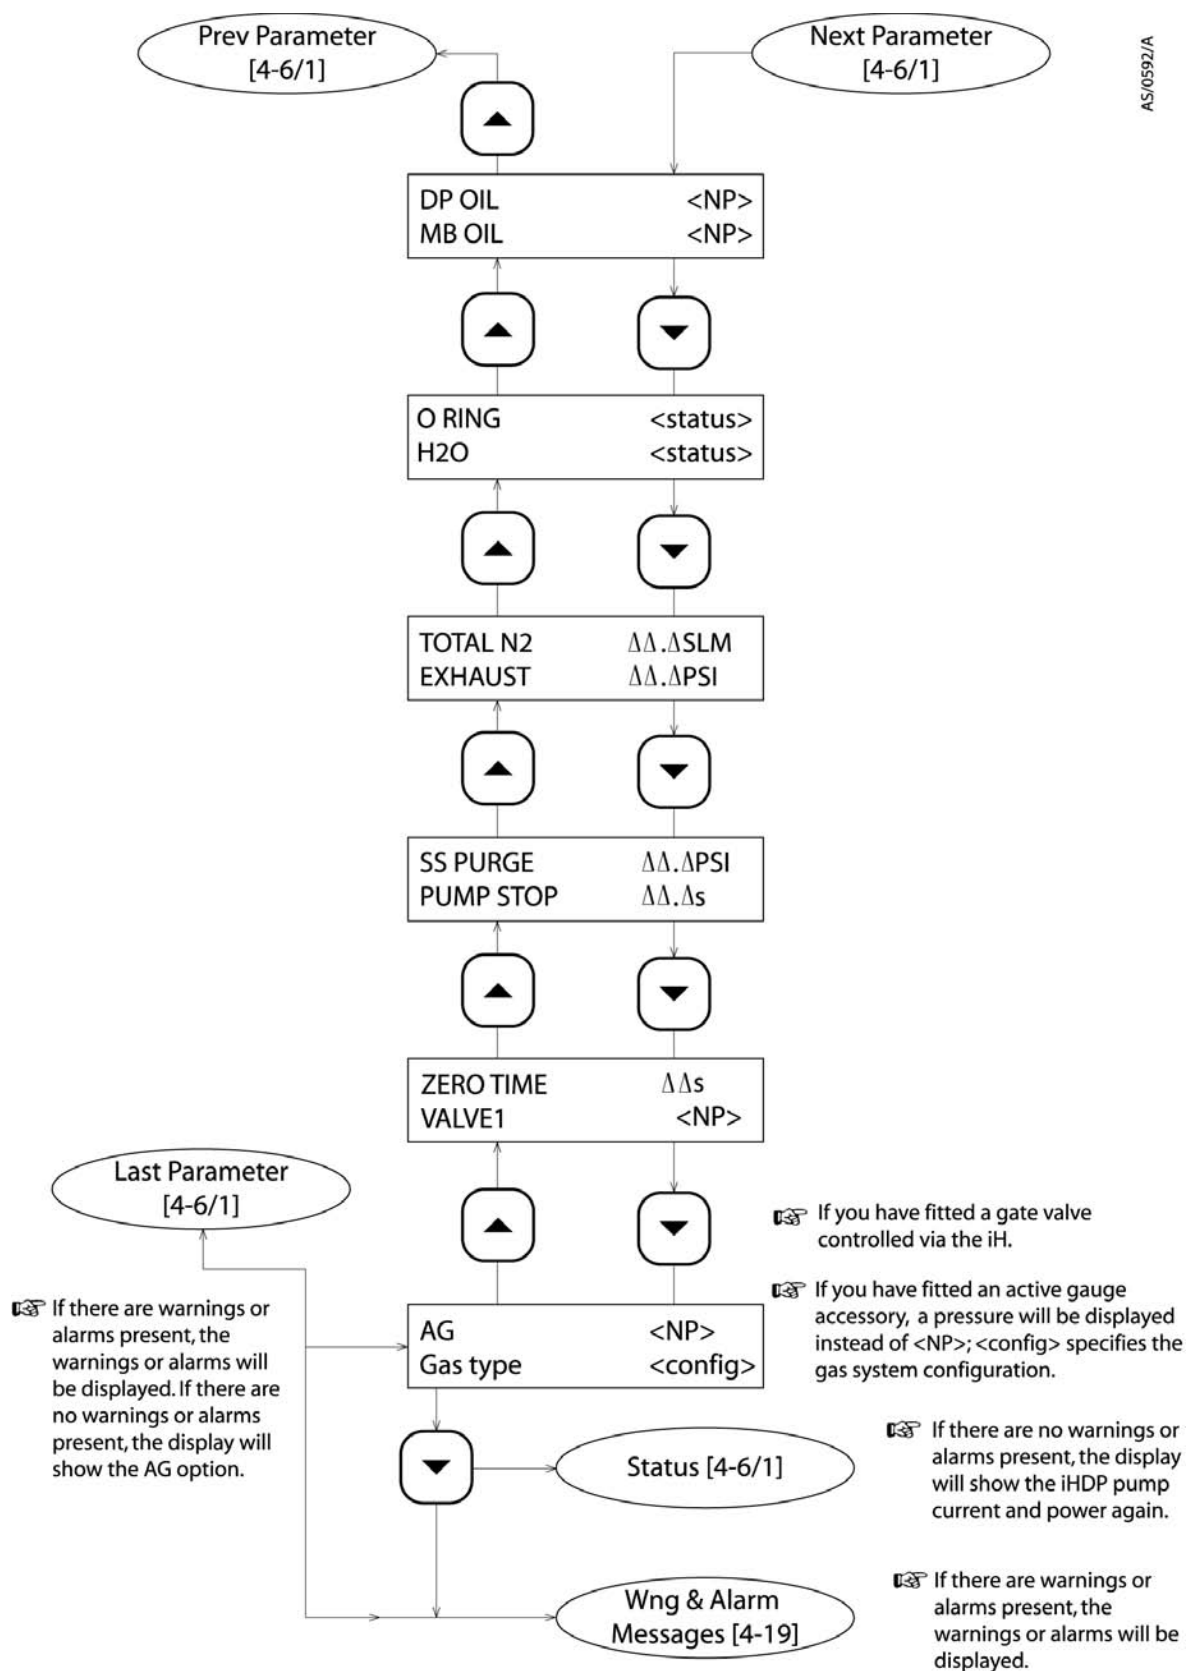 Prev Parameter
[4-6/1]
Next Parameter
[4-6/1]
AS/0592/A
DP OIL <NP>
MB OIL <NP>
O RING <status>
H2O <status>
TOTAL N2 ΔΔ.ΔSLM
EXHAUST ΔΔ.ΔPSI
SS PURGE ΔΔ.ΔPSI
PUMP STOP ΔΔ.Δs
ZERO TIME ΔΔs
VALVE1 <NP>
Last Parameter
[4-6/1]
☞ If you have fitted a gate valve
controlled via the iH.
☞ If there are warnings or
alarms present, the
warnings or alarms will
be displayed. If there are
no warnings or alarms
present, the display will
show the AG option.
☞ If you have fitted an active gauge
accessory, a pressure will be displayed
instead of <NP>; <config> specifies the
gas system configuration.
AG <NP>
Gas type <config>
Status [4-6/1]
☞ If there are no warnings or
alarms present, the display
will show the iHDP pump
current and power again.
Wng & Alarm
Messages [4-19]
☞ If there are warnings or
alarms present, the
warnings or alarms will be
displayed.